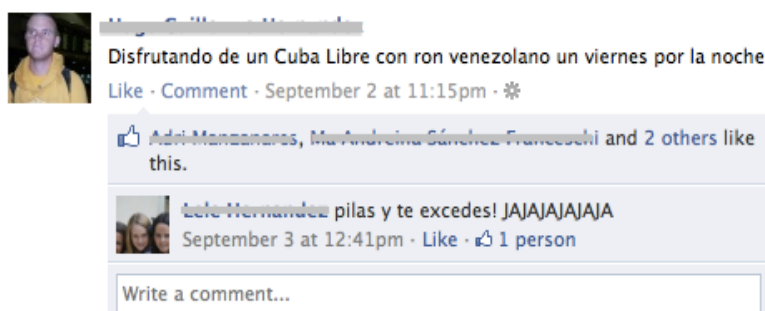 Disfrutando de un Cuba Libre con ron venezolano un viernes por la noche
Like · Comment · September 2 at 11:15pm ·
and 2 others like
this.
pilas y te excedes! JAJAJAJAJAJA
September 3 at 12:41pm · Like · 1 person
Write a comment...